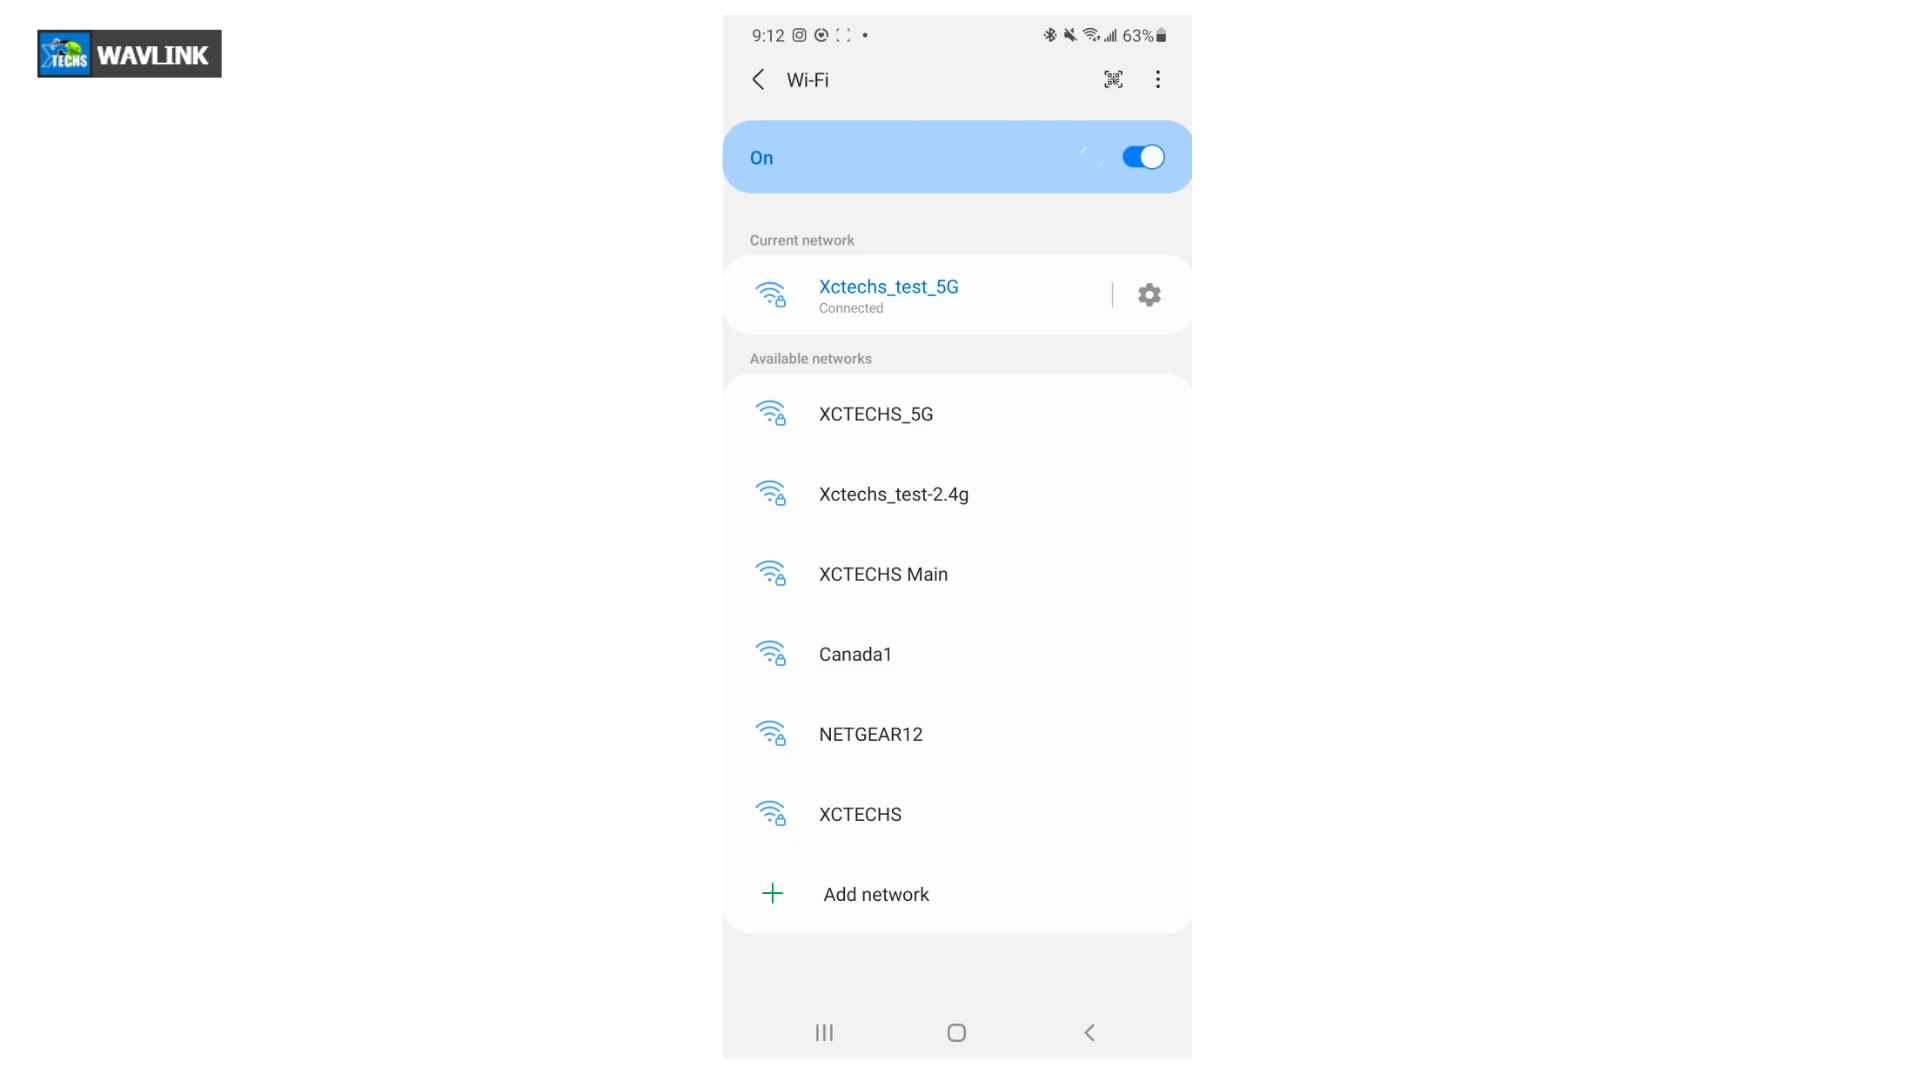 TECHS WAVLINK
9:12 63%
Wi-Fi
On
Current network
Xctechs_test_5G
Connected
Available networks
XCTECHS_5G
Xctechs_test-2.4g
XCTECHS Main
Canada1
NETGEAR12
XCTECHS
Add network